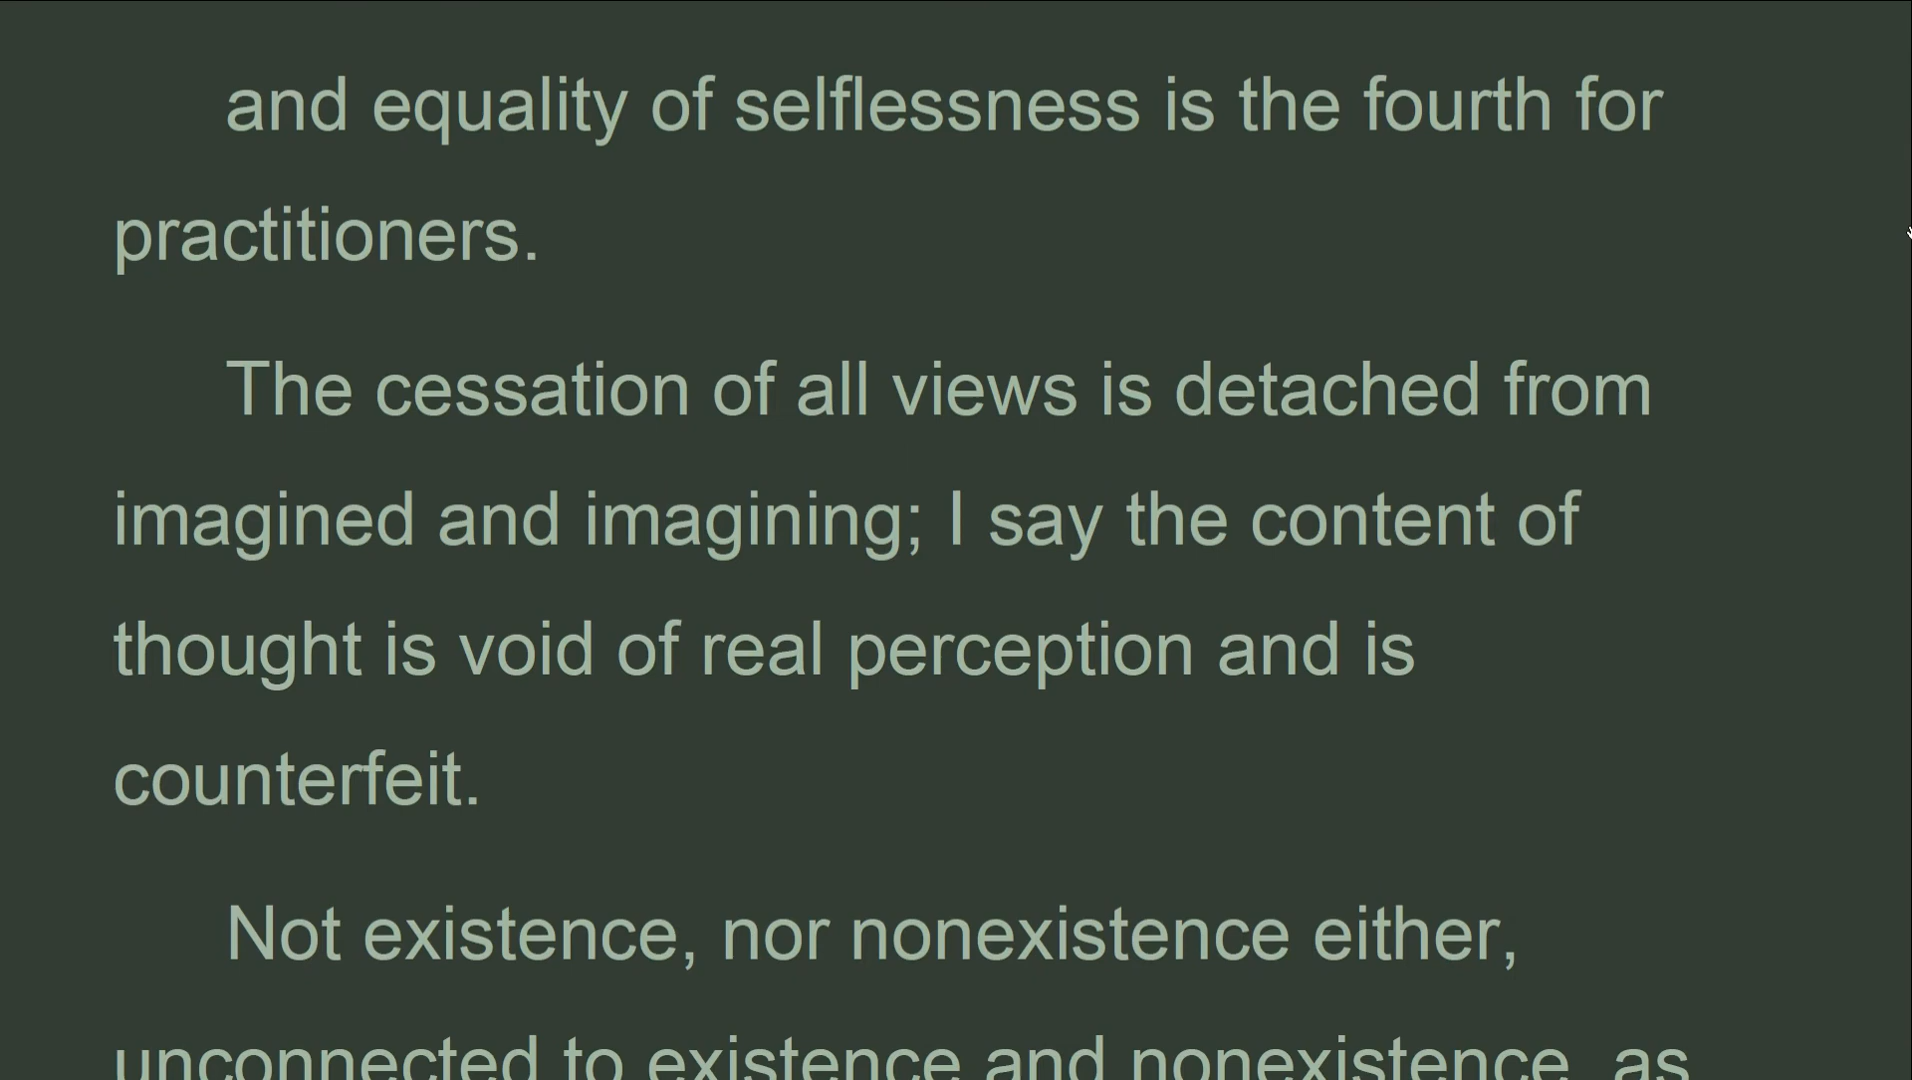 and equality of selflessness is the fourth for
practitioners.
The cessation of all views is detached from
imagined and imagining; I say the content of
thought is void of real perception and is
counterfeit.
Not existence, nor nonexistence either,
unconnected to existence and nonexistence, as